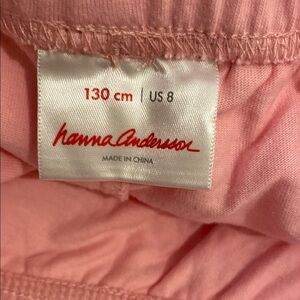 130 cm | US 8
hanna andersson
MADE IN CHINA